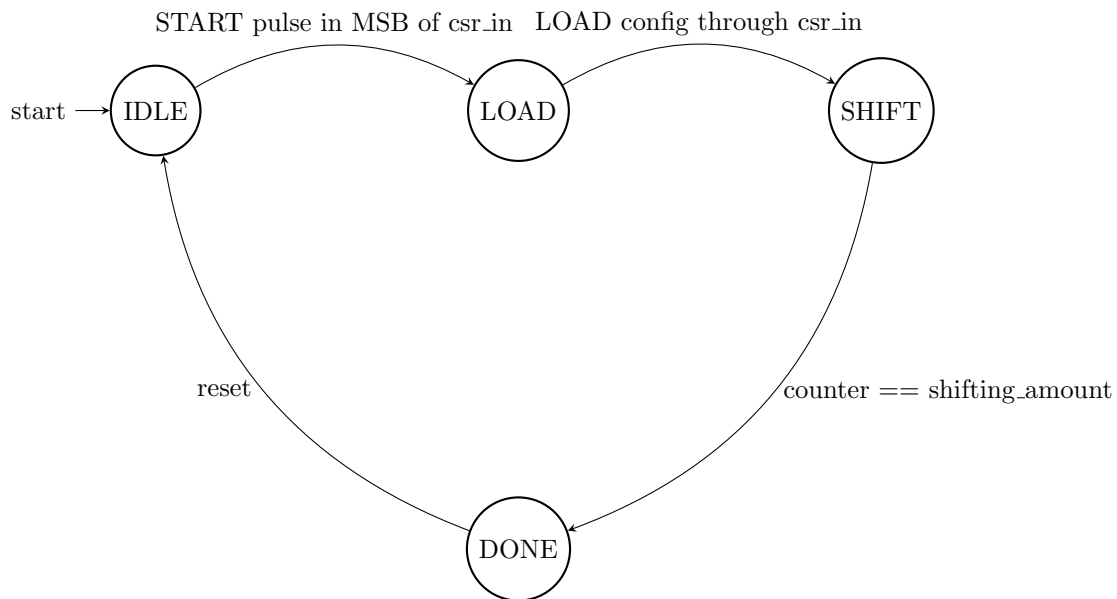 START pulse in MSB of csr_in
LOAD config through csr_in
start
IDLE
LOAD
SHIFT
reset
counter == shifting_amount
DONE